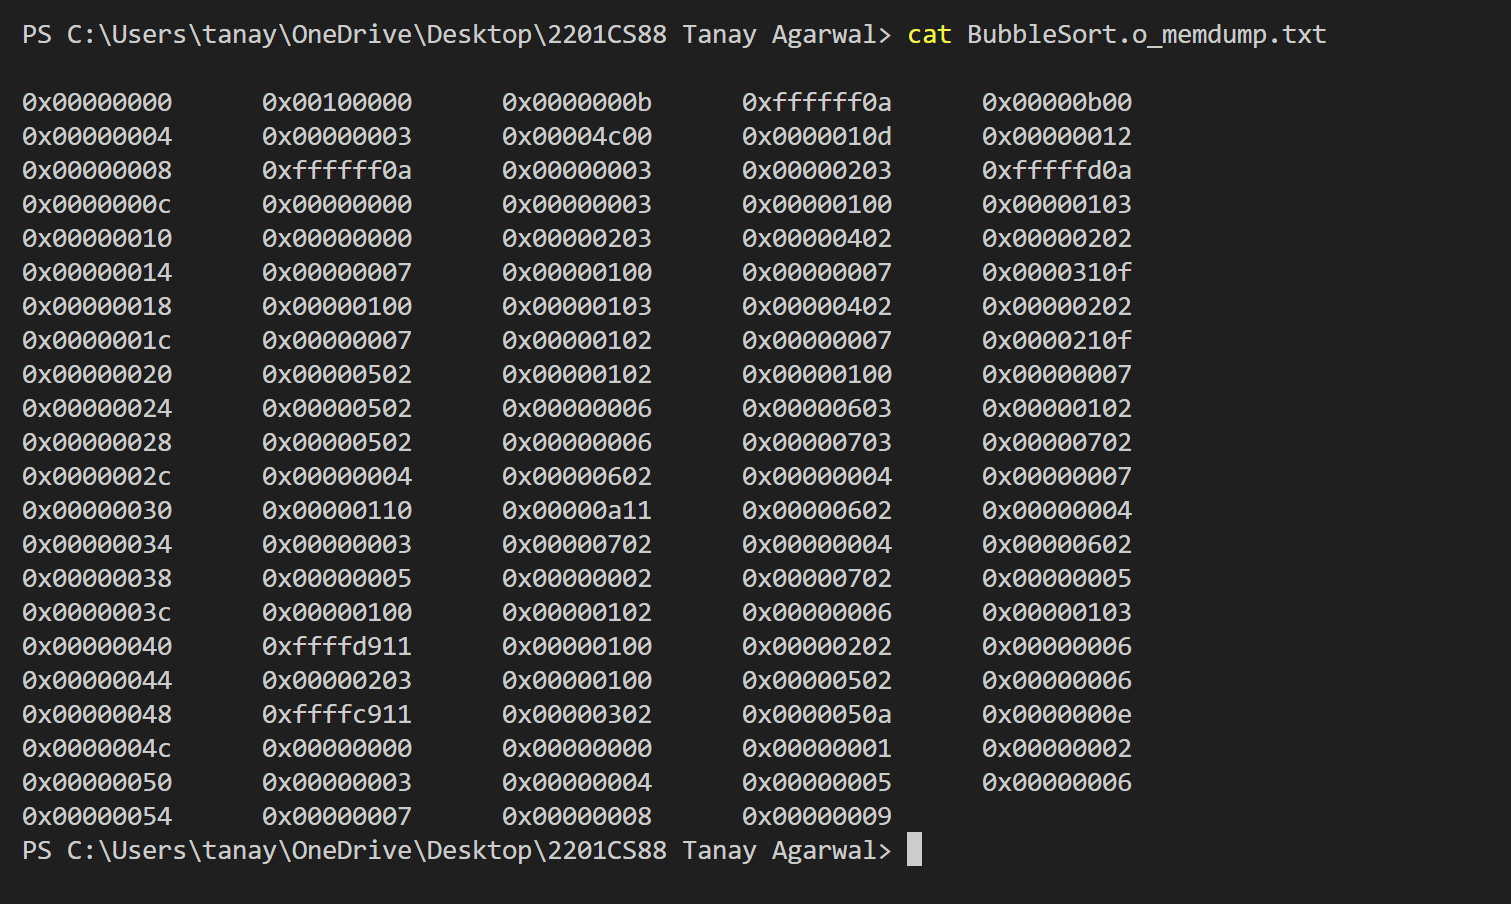 PS C:\Users\tanay\OneDrive\Desktop\2201CS88 Tanay Agarwal> cat BubbleSort.o_memdump.txt
0x00000000 0x00100000 0x0000000b 0xffffff0a 0x00000b00
0x00000004 0x00000003 0x00004c00 0x0000010d 0x00000012
0x00000008 0xffffff0a 0x00000003 0x00000203 0xfffffd0a
0x0000000c 0x00000000 0x00000003 0x00000100 0x00000103
0x00000010 0x00000000 0x00000203 0x00000402 0x00000202
0x00000014 0x00000007 0x00000100 0x00000007 0x0000310f
0x00000018 0x00000100 0x00000103 0x00000402 0x00000202
0x0000001c 0x00000007 0x00000102 0x00000007 0x0000210f
0x00000020 0x00000502 0x00000102 0x00000100 0x00000007
0x00000024 0x00000502 0x00000006 0x00000603 0x00000102
0x00000028 0x00000502 0x00000006 0x00000703 0x00000702
0x0000002c 0x00000004 0x00000602 0x00000004 0x00000007
0x00000030 0x00000110 0x00000a11 0x00000602 0x00000004
0x00000034 0x00000003 0x00000702 0x00000004 0x00000602
0x00000038 0x00000005 0x00000002 0x00000702 0x00000005
0x0000003c 0x00000100 0x00000102 0x00000006 0x00000103
0x00000040 0xffffd911 0x00000100 0x00000202 0x00000006
0x00000044 0x00000203 0x00000100 0x00000502 0x00000006
0x00000048 0xffffc911 0x00000302 0x0000050a 0x0000000e
0x0000004c 0x00000000 0x00000000 0x00000001 0x00000002
0x00000050 0x00000003 0x00000004 0x00000005 0x00000006
0x00000054 0x00000007 0x00000008 0x00000009
PS C:\Users\tanay\OneDrive\Desktop\2201CS88 Tanay Agarwal>